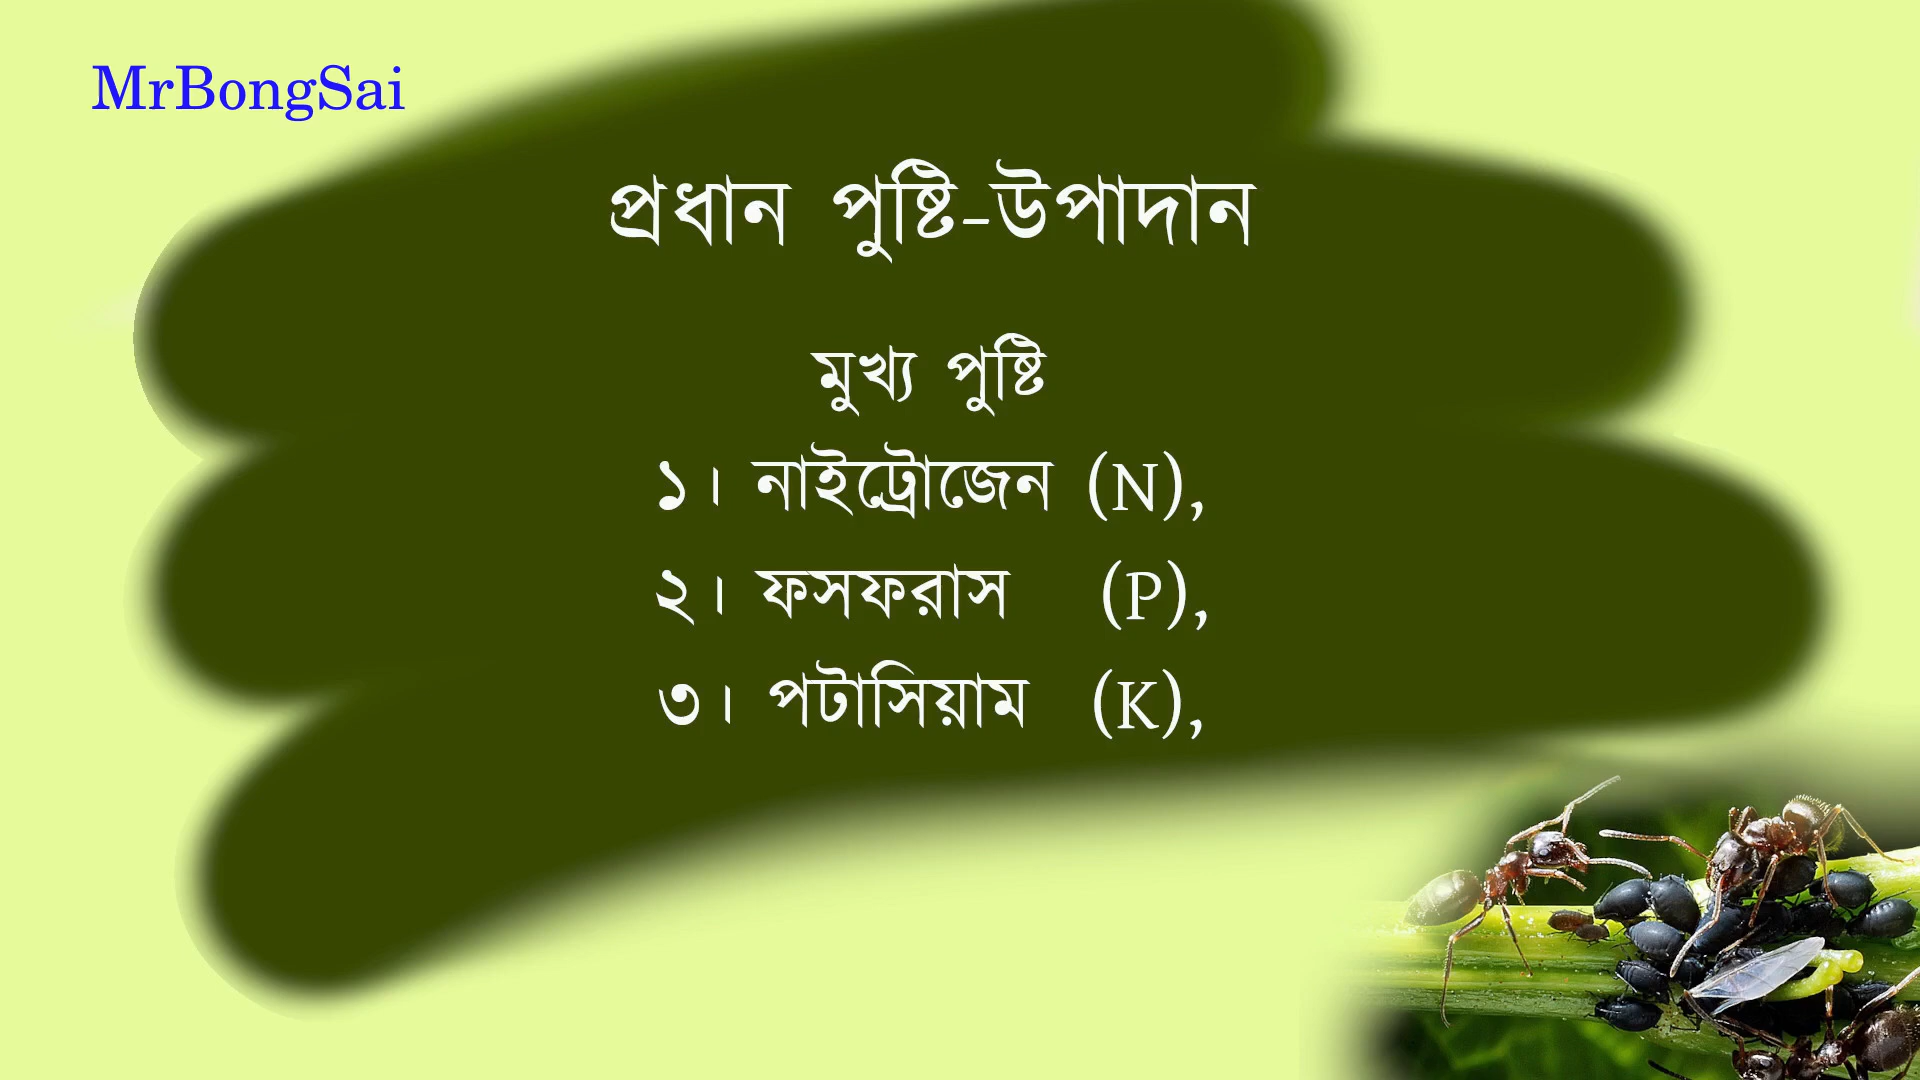 MrBongSai
প্রধান পুষ্টি-উপাদান
মুখ্য পুষ্টি
১। নাইট্রোজেন (N),
২। ফসফরাস (P),
৩। পটাসিয়াম (K),